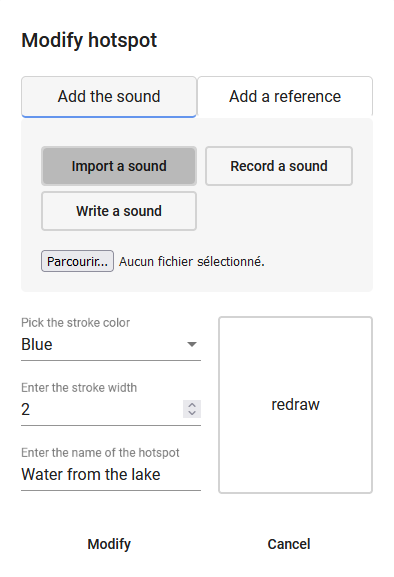 Modify hotspot
Add the sound
Add a reference
Import a sound
Record a sound
Write a sound
Parcourir... Aucun fichier sélectionné.
Pick the stroke color
Blue
Enter the stroke width
2
Enter the name of the hotspot
Water from the lake
redraw
Modify
Cancel